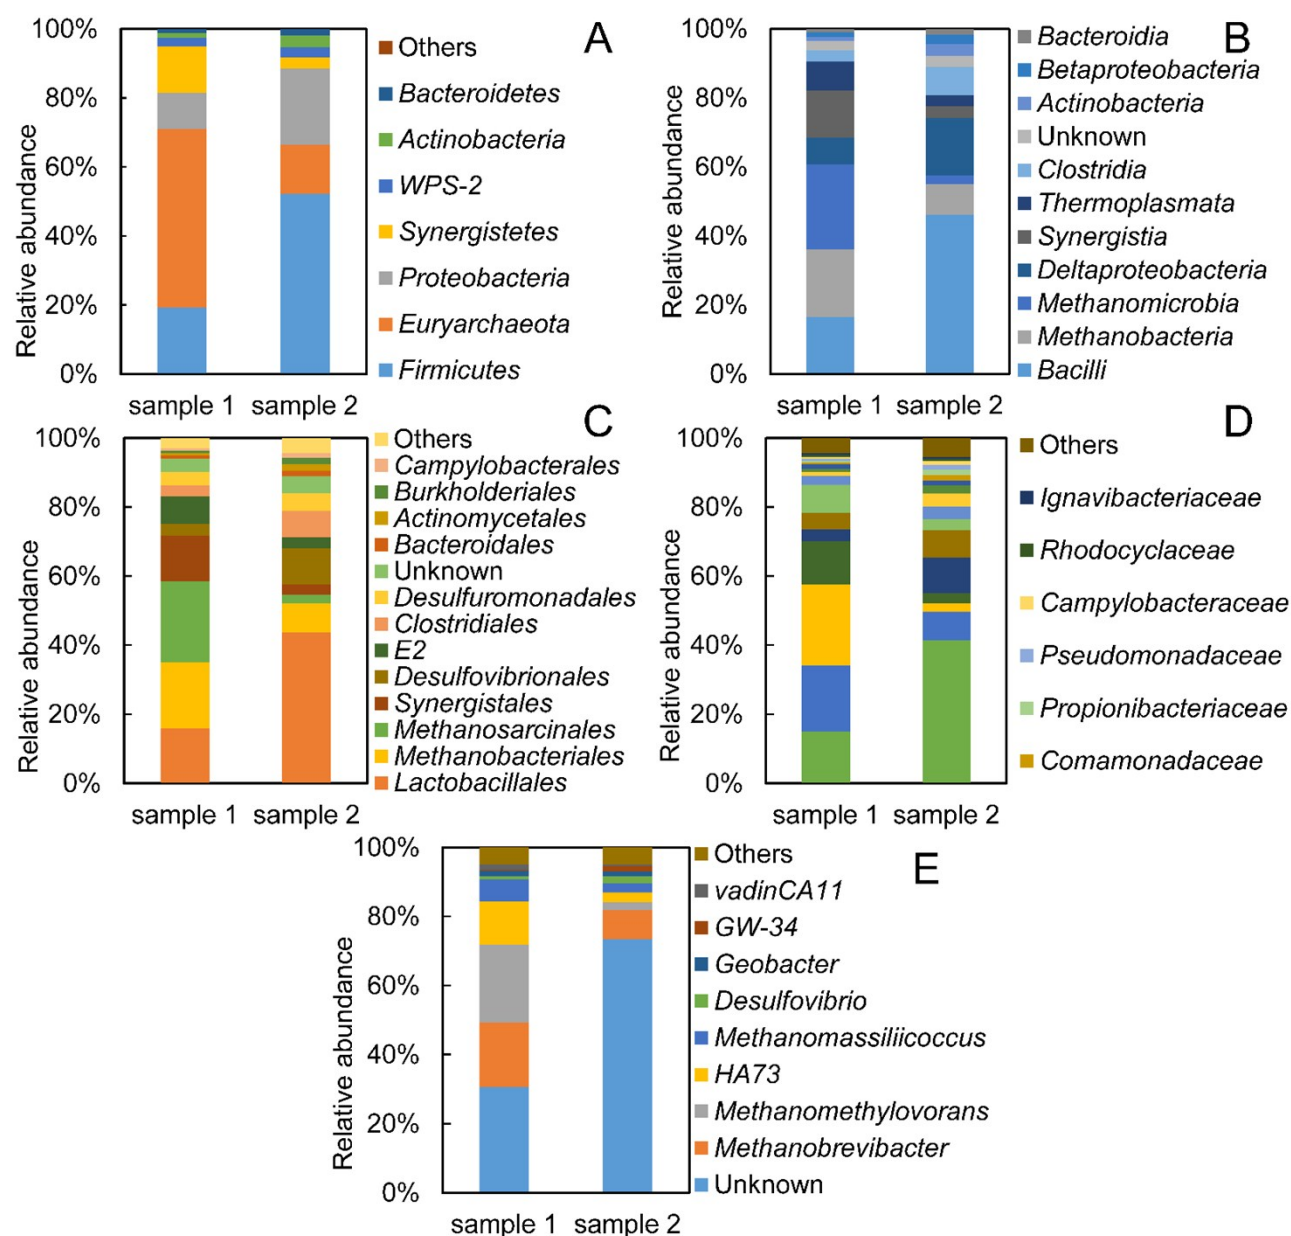 A
Relative abundance
100%
80%
60%
40%
20%
0%
sample 1
sample 2
Others
Bacteroidetes
Actinobacteria
WPS-2
Synergistetes
Proteobacteria
Euryarchaeota
Firmicutes
B
Relative abundance
100%
80%
60%
40%
20%
0%
sample 1
sample 2
Bacteroidia
Betaproteobacteria
Actinobacteria
Unknown
Clostridia
Thermoplasmata
Synergistia
Deltaproteobacteria
Methanomicrobia
Methanobacteria
Bacilli
C
Relative abundance
100%
80%
60%
40%
20%
0%
sample 1
sample 2
Others
Campylobacterales
Burkholderiales
Actinomycetales
Bacteroidales
Unknown
Desulfuromonadales
Clostridiales
E2
Desulfovibrionales
Synergistales
Methanosarcinales
Methanobacteriales
Lactobacillales
D
Relative abundance
100%
80%
60%
40%
20%
0%
sample 1
sample 2
Others
Ignavibacteriaceae
Rhodocyclaceae
Campylobacteraceae
Pseudomonadaceae
Propionibacteriaceae
Comamonadaceae
E
Relative abundance
100%
80%
60%
40%
20%
0%
sample 1
sample 2
Others
vadinCA11
GW-34
Geobacter
Desulfovibrio
Methanomassiliicoccus
HA73
Methanomethylovorans
Methanobrevibacter
Unknown